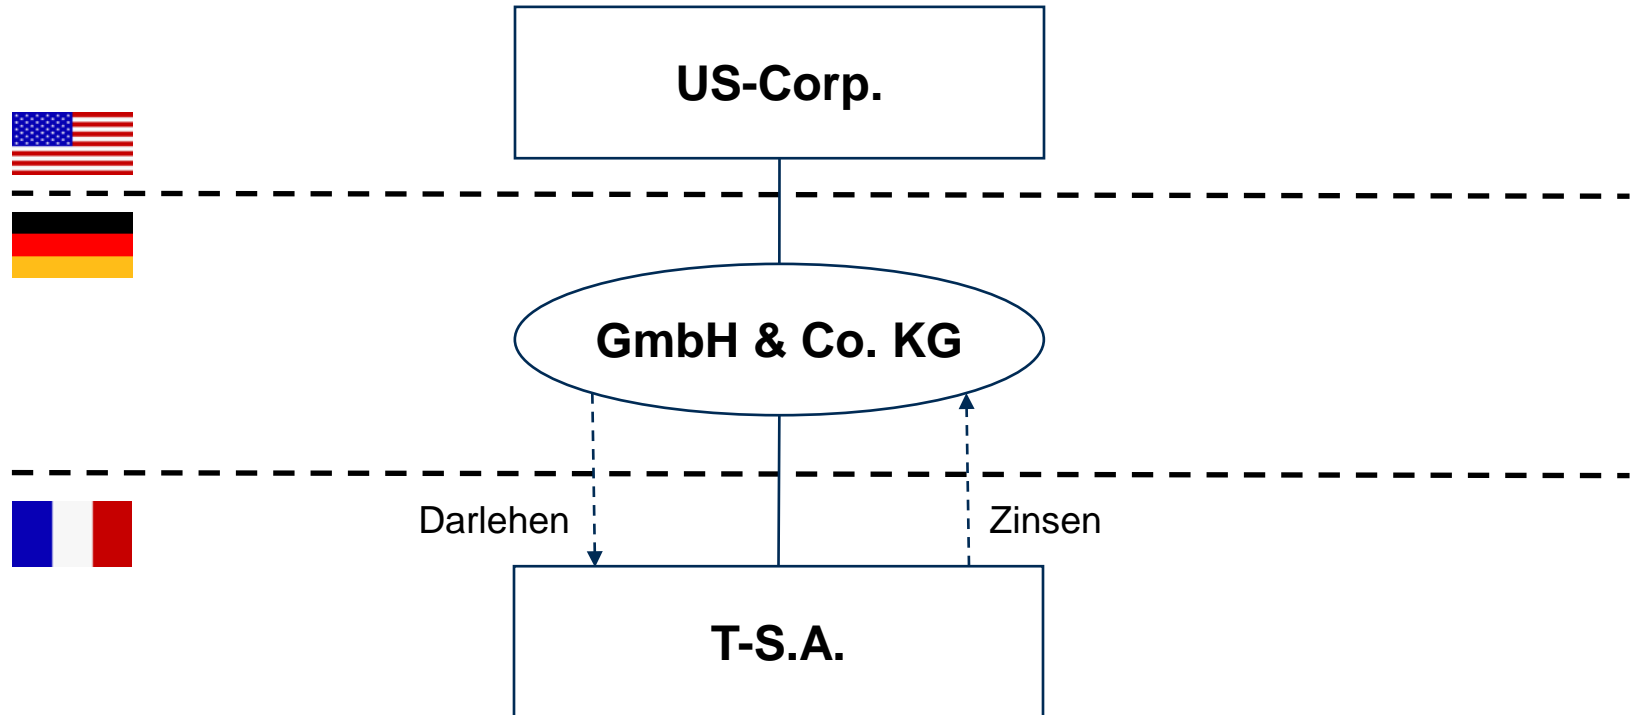 US-Corp.
GmbH & Co. KG
Darlehen
Zinsen
T-S.A.